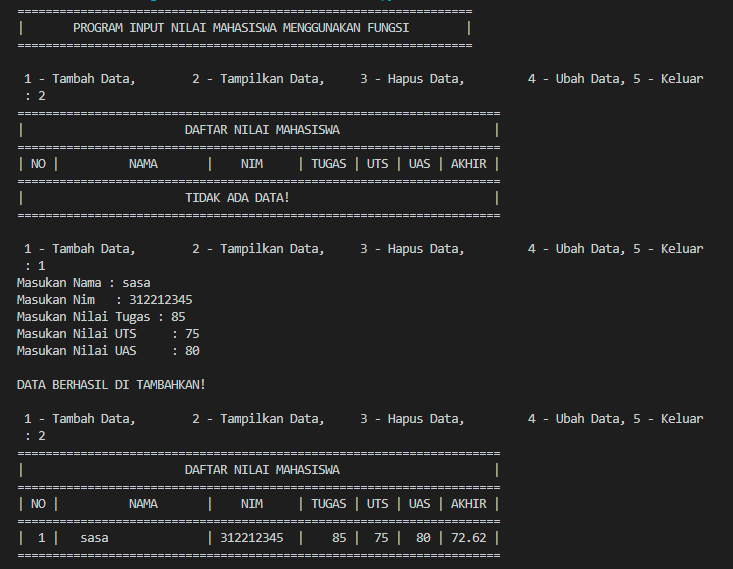 =================================================================
|       PROGRAM INPUT NILAI MAHASISWA MENGGUNAKAN FUNGSI        |
=================================================================
 1 - Tambah Data,        2 - Tampilkan Data,     3 - Hapus Data,         4 - Ubah Data, 5 - Keluar
 : 2
=====================================================================
|                       DAFTAR NILAI MAHASISWA                      |
=====================================================================
| NO |          NAMA       |    NIM     | TUGAS | UTS | UAS | AKHIR |
=====================================================================
|                       TIDAK ADA DATA!                             |
=====================================================================
 1 - Tambah Data,        2 - Tampilkan Data,     3 - Hapus Data,         4 - Ubah Data, 5 - Keluar
 : 1
Masukan Nama : sasa
Masukan Nim   : 312212345
Masukan Nilai Tugas : 85
Masukan Nilai UTS     : 75
Masukan Nilai UAS     : 80
DATA BERHASIL DI TAMBAHKAN!
 1 - Tambah Data,        2 - Tampilkan Data,     3 - Hapus Data,         4 - Ubah Data, 5 - Keluar
 : 2
=====================================================================
|                       DAFTAR NILAI MAHASISWA                      |
=====================================================================
| NO |          NAMA       |    NIM     | TUGAS | UTS | UAS | AKHIR |
=====================================================================
|  1 |   sasa              | 312212345  |    85 |  75 |  80 | 72.62 |
=====================================================================